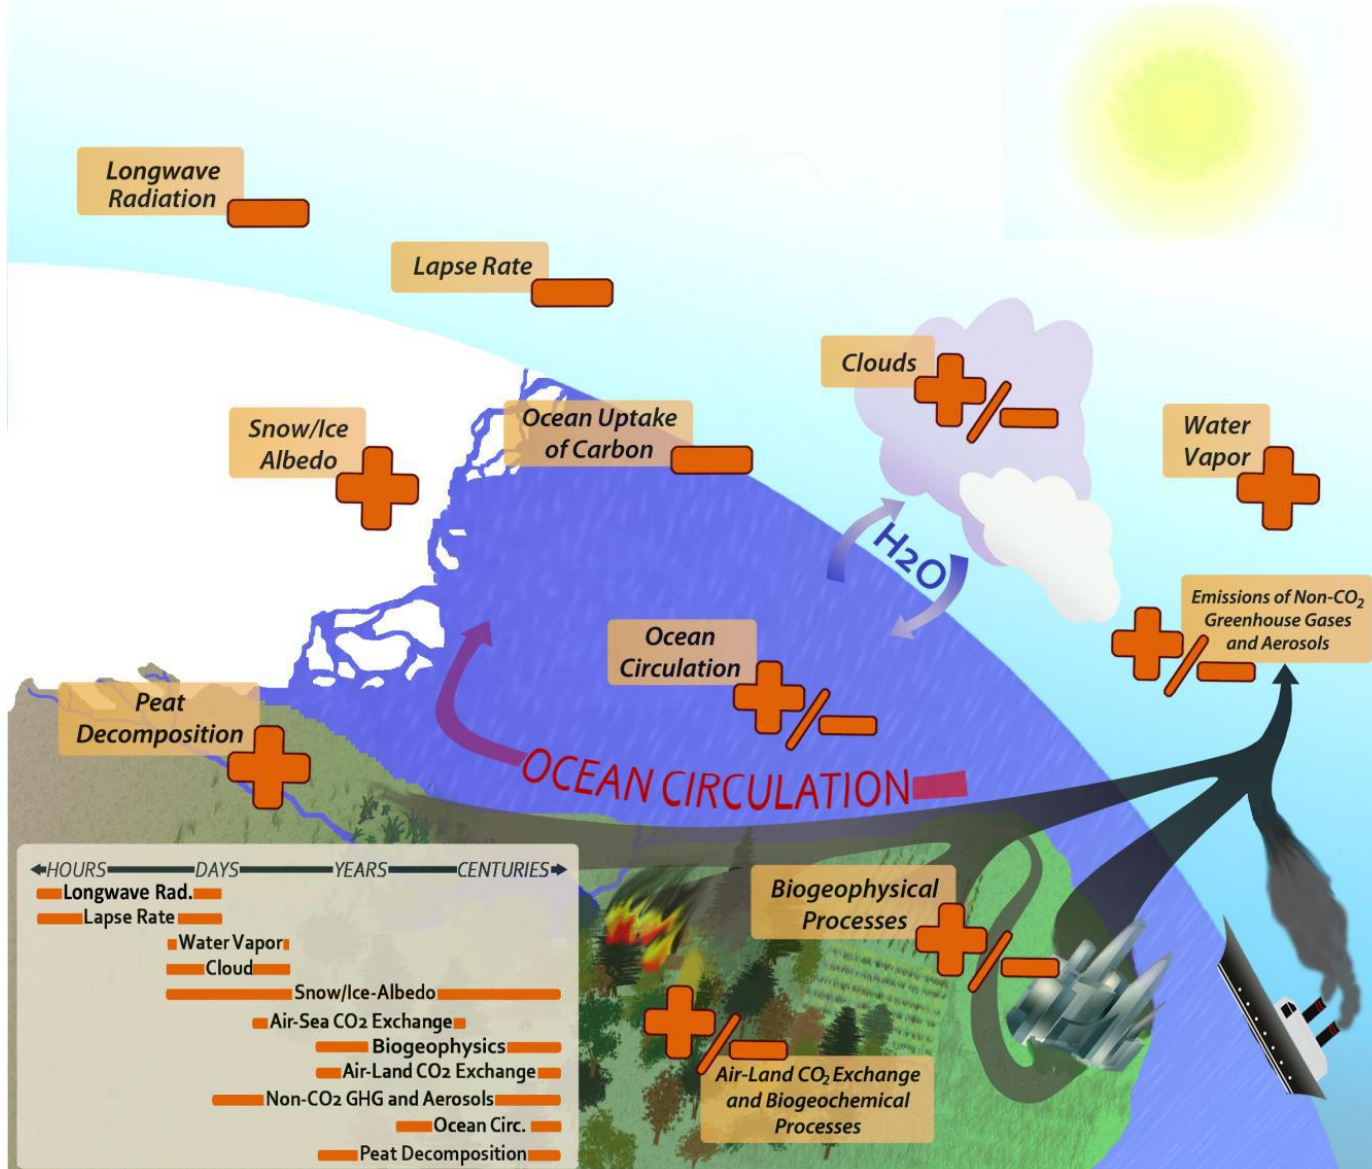 Longwave
Radiation
Lapse Rate
Clouds
Snow/Ice
Albedo
Ocean Uptake
of Carbon
Water
Vapor
H2O
Emissions of Non-CO₂
Greenhouse Gases
and Aerosols
Ocean
Circulation
Peat
Decomposition
OCEAN CIRCULATION
Biogeophysical
Processes
Air-Land CO₂ Exchange
and Biogeochemical
Processes
HOURS DAYS YEARS CENTURIES
Longwave Rad.
Lapse Rate
Water Vapor
Cloud
Snow/Ice-Albedo
Air-Sea CO2 Exchange
Biogeophysics
Air-Land CO2 Exchange
Non-CO2 GHG and Aerosols
Ocean Circ.
Peat Decomposition